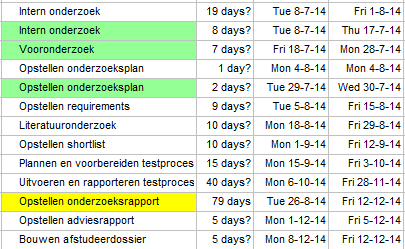 Intern onderzoek 19 days? Tue 8-7-14 Fri 1-8-14
Intern onderzoek 8 days? Tue 8-7-14 Thu 17-7-14
Vooronderzoek 7 days? Fri 18-7-14 Mon 28-7-14
Opstellen onderzoeksplan 1 day? Mon 4-8-14 Mon 4-8-14
Opstellen onderzoeksplan 2 days? Tue 29-7-14 Wed 30-7-14
Opstellen requirements 9 days? Tue 5-8-14 Fri 15-8-14
Literatuuronderzoek 10 days? Mon 18-8-14 Fri 29-8-14
Opstellen shortlist 10 days? Mon 1-9-14 Fri 12-9-14
Plannen en voorbereiden testproces 15 days? Mon 15-9-14 Fri 3-10-14
Uitvoeren en rapporteren testproces 40 days? Mon 6-10-14 Fri 28-11-14
Opstellen onderzoeksrapport 79 days Tue 26-8-14 Fri 12-12-14
Opstellen adviesrapport 5 days? Mon 1-12-14 Fri 5-12-14
Bouwen afstudeerdossier 5 days? Mon 8-12-14 Fri 12-12-14